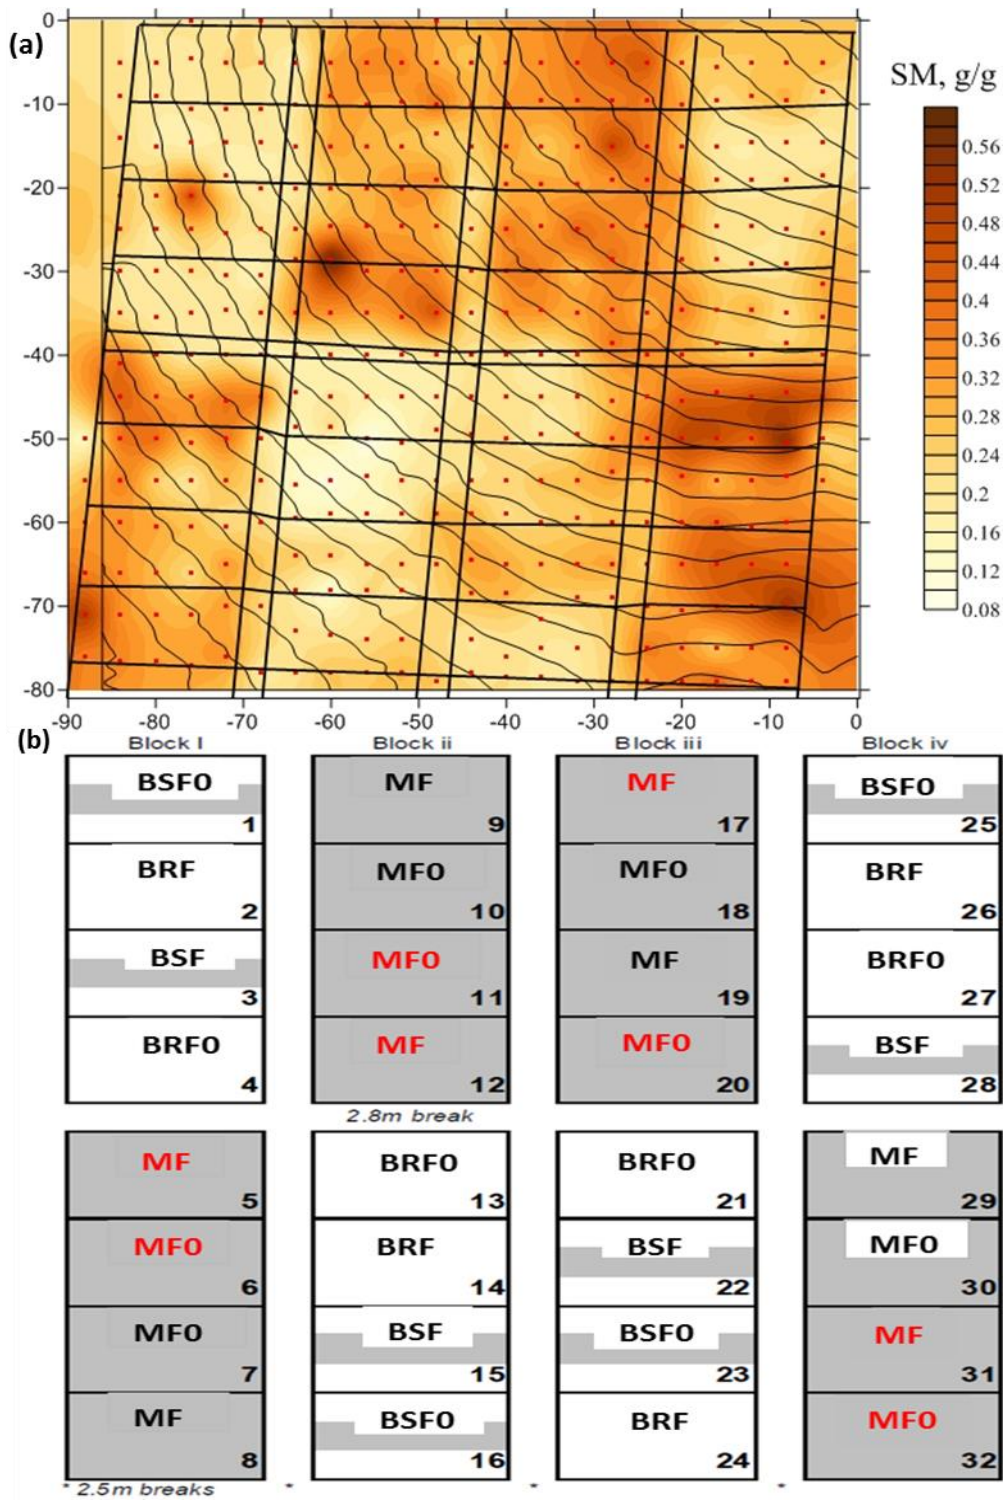 (a)
SM, g/g
0
-10
-20
-30
-40
-50
-60
-70
-80
-90 -80 -70 -60 -50 -40 -30 -20 -10 0
0.56
0.52
0.48
0.44
0.4
0.36
0.32
0.28
0.24
0.2
0.16
0.12
0.08
(b)
Block I Block ii Block iii Block iv
BSF0 MF MF BSF0
1 9 17 25
BRF MF0 MF0 BRF
2 10 18 26
BSF MF0 MF BRF0
3 11 19 27
BRF0 MF MF0 BSF
4 12 20 28
2.8m break
MF BRF0 BRF0 MF
5 13 21 29
MF0 BRF BSF MF0
6 14 22 30
MF0 BSF BSF0 MF
7 15 23 31
MF BSF0 BRF MF0
8 16 24 32
* 2.5m breaks * * *